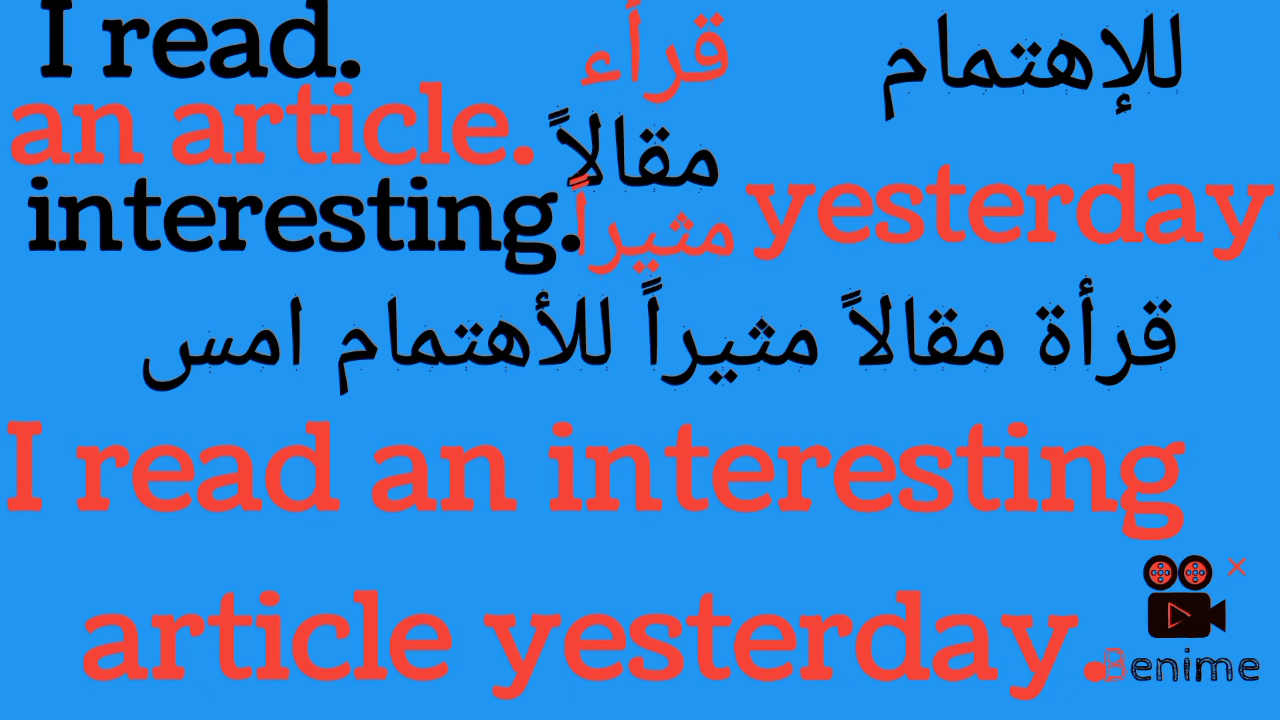 I read.
قرأء
للإهتمام
an article.
مقالاً
interesting.
مثيراً
yesterday
قرأة مقالاً مثيراً للأهتمام امس
I read an interesting
article yesterday.
Benime